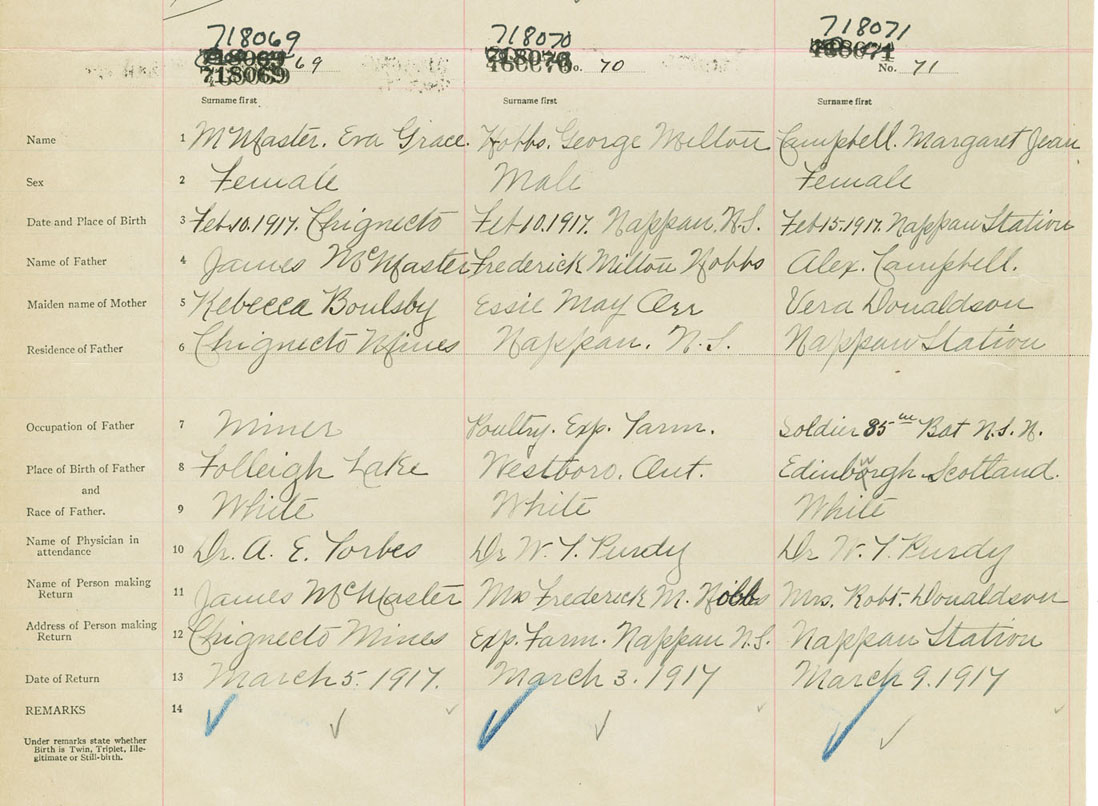 718069 718070 718071
718069 69 No. 70 No. 71
718069
Surname first Surname first Surname first
Name 1 McMaster. Eva Grace. Hobbs. George Milton Campbell. Margaret Jean
Sex 2 Female Male Female
Date and Place of Birth 3 Feb 10. 1917. Chignecto Feb 10. 1917. Nappan. N.S. Feb 15. 1917. Nappan Station
Name of Father 4 James McMaster Frederick Milton Hobbs Alex. Campbell.
Maiden name of Mother 5 Rebecca Boulsby Essie May Orr Vera Donaldson
Residence of Father 6 Chignecto Mines Nappan. N.S. Nappan Station
Occupation of Father 7 Miner Poultry. Exp. Farm. Soldier 85th Bat N.S.H.
Place of Birth of Father 8 Folleigh Lake Westboro. Ont. Edinburgh Scotland.
and
Race of Father. 9 White White White
Name of Physician in attendance 10 Dr. A. E. Forbes Dr W. T. Purdy Dr W. T. Purdy
Name of Person making Return 11 James McMaster Mrs Frederick M. Hobbs Mrs. Robt. Donaldson
Address of Person making Return 12 Chignecto Mines Exp. Farm. Nappan N.S. Nappan Station
Date of Return 13 March 5. 1917. March 3. 1917 March 9. 1917
REMARKS 14
Under remarks state whether
Birth is Twin, Triplet, Ille-
gitimate or Still-birth.